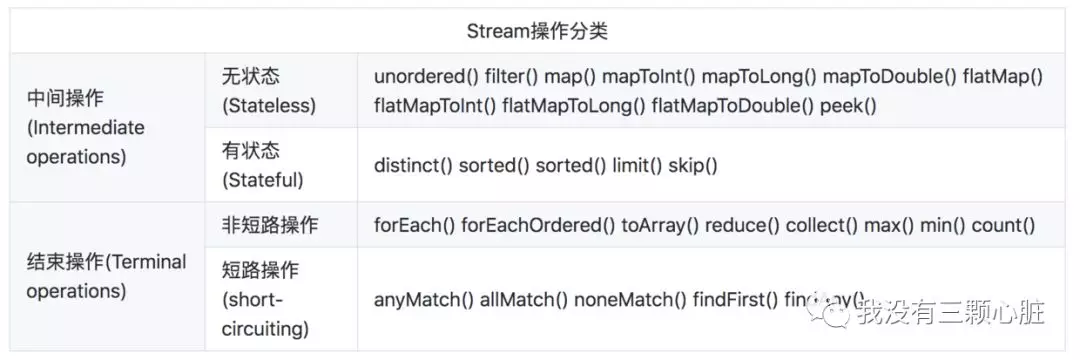 Stream操作分类
中间操作
(Intermediate
operations)
无状态
(Stateless)
unordered() filter() map() mapToInt() mapToLong() mapToDouble() flatMap()
flatMapToInt() flatMapToLong() flatMapToDouble() peek()
有状态
(Stateful)
distinct() sorted() sorted() limit() skip()
结束操作(Terminal
operations)
非短路操作
forEach() forEachOrdered() toArray() reduce() collect() max() min() count()
短路操作
(short-
circuiting)
anyMatch() allMatch() noneMatch() findFirst()
我没有三颗心脏